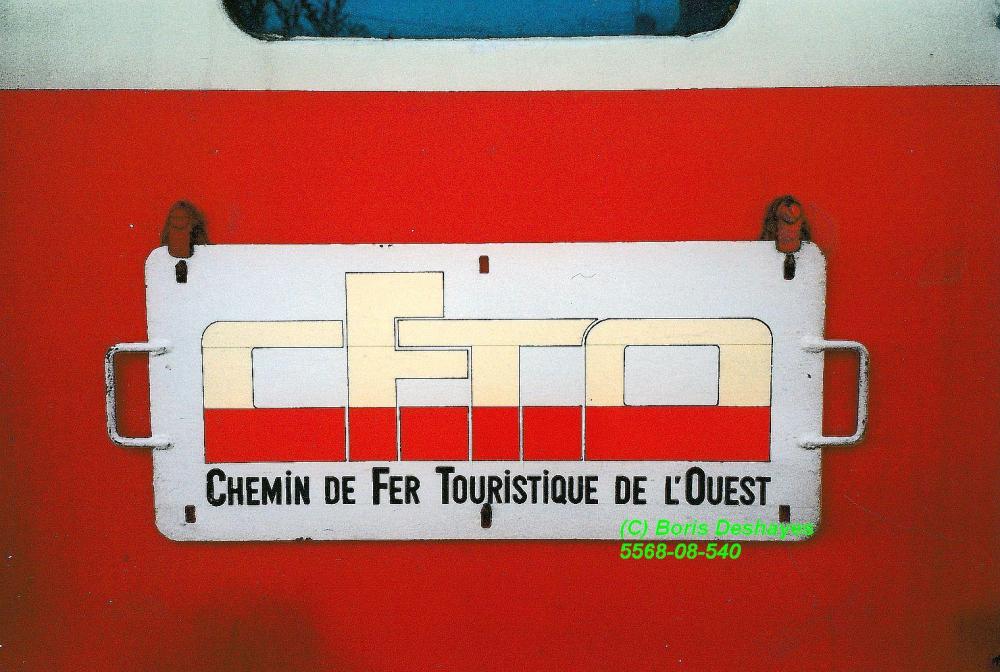 CFTO
CHEMIN DE FER TOURISTIQUE DE L'OUEST
(C) Boris Deshayes
5568-08-540